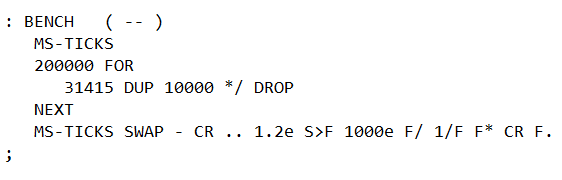 : BENCH ( -- )
MS-TICKS
200000 FOR
31415 DUP 10000 */ DROP
NEXT
MS-TICKS SWAP - CR .. 1.2e S>F 1000e F/ 1/F F* CR F.
;